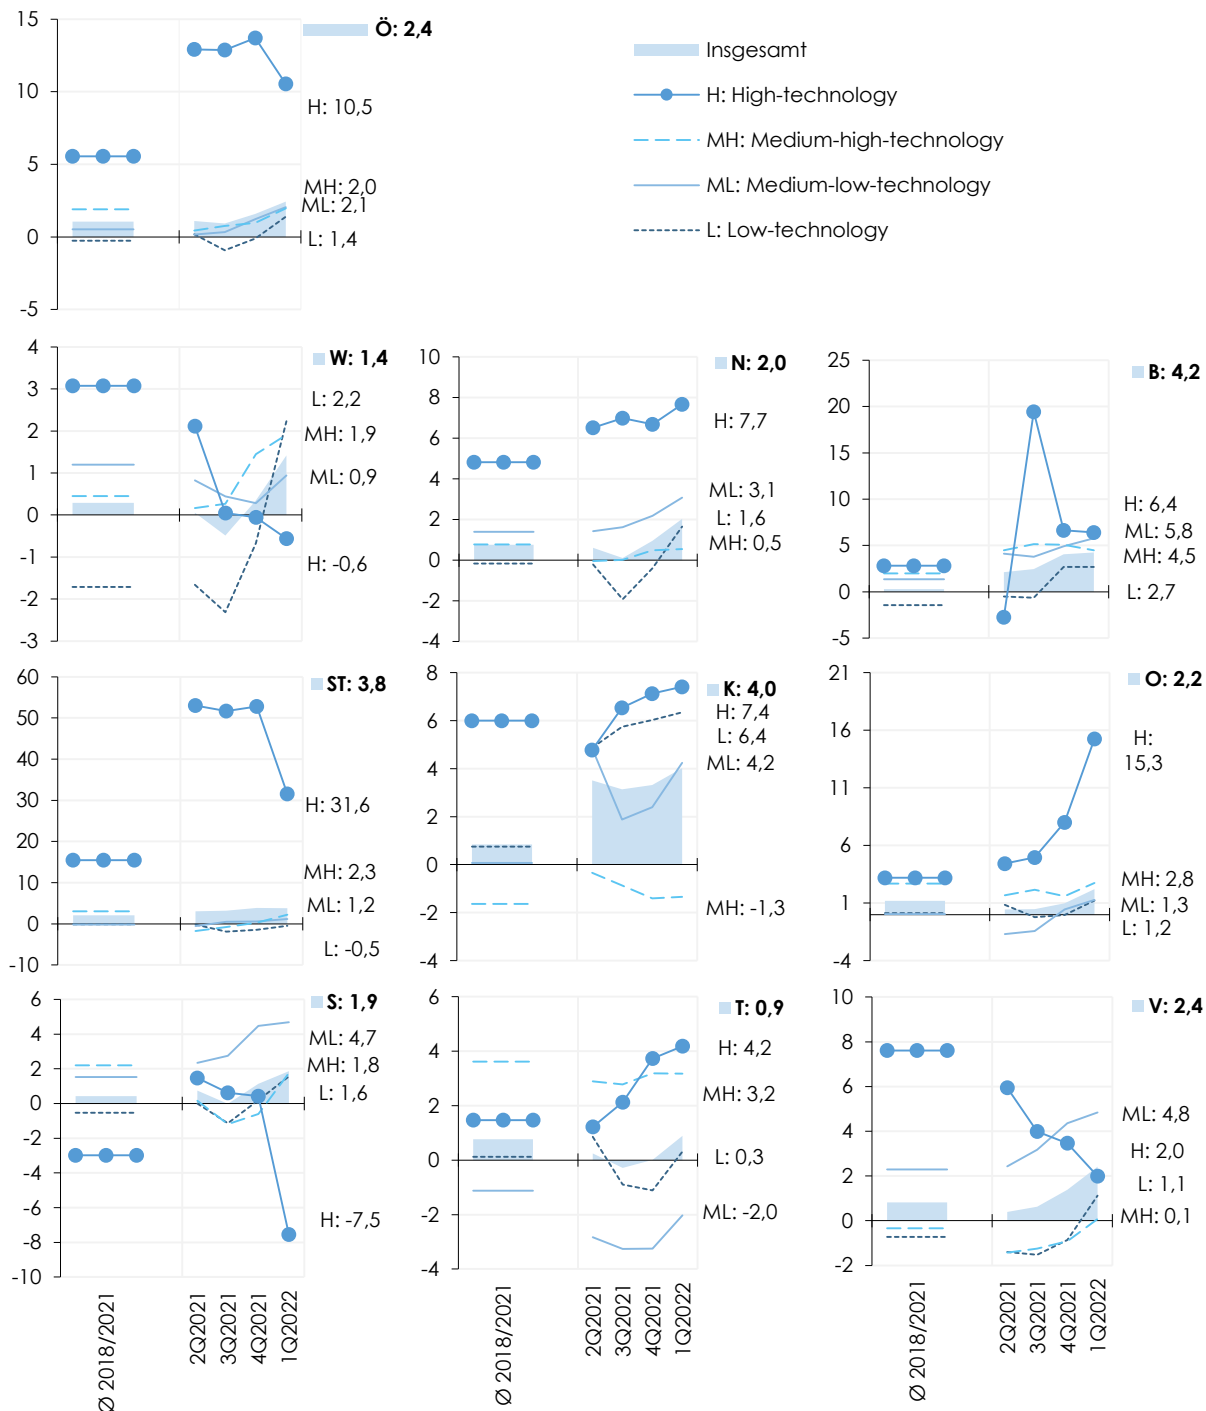 15
10
5
0
-5
Ö: 2,4
H: 10,5
MH: 2,0
ML: 2,1
L: 1,4
Insgesamt
H: High-technology
MH: Medium-high-technology
ML: Medium-low-technology
L: Low-technology
4
3
2
1
0
-1
-2
-3
W: 1,4
L: 2,2
MH: 1,9
ML: 0,9
H: -0,6
10
8
6
4
2
0
-2
-4
N: 2,0
H: 7,7
ML: 3,1
L: 1,6
MH: 0,5
25
20
15
10
5
0
-5
B: 4,2
H: 6,4
ML: 5,8
MH: 4,5
L: 2,7
60
50
40
30
20
10
0
-10
ST: 3,8
H: 31,6
MH: 2,3
ML: 1,2
L: -0,5
8
6
4
2
0
-2
-4
K: 4,0
H: 7,4
L: 6,4
ML: 4,2
MH: -1,3
21
16
11
6
1
-4
O: 2,2
H:
15,3
MH: 2,8
ML: 1,3
L: 1,2
6
4
2
0
-2
-4
-6
-8
-10
S: 1,9
ML: 4,7
MH: 1,8
L: 1,6
H: -7,5
Ø 2018/2021
2Q2021
3Q2021
4Q2021
1Q2022
6
4
2
0
-2
-4
T: 0,9
H: 4,2
MH: 3,2
L: 0,3
ML: -2,0
Ø 2018/2021
2Q2021
3Q2021
4Q2021
1Q2022
10
8
6
4
2
0
-2
V: 2,4
ML: 4,8
H: 2,0
L: 1,1
MH: 0,1
Ø 2018/2021
2Q2021
3Q2021
4Q2021
1Q2022